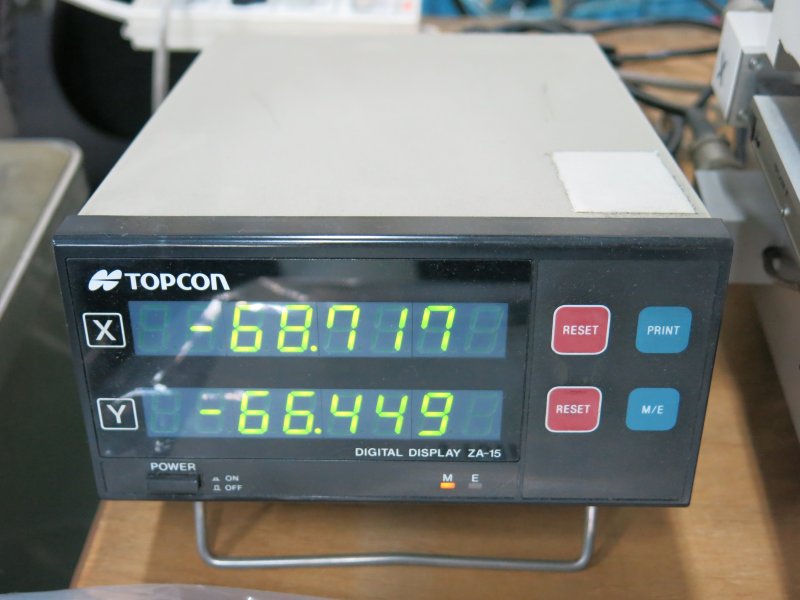 TOPCON
X -68.717
RESET
PRINT
Y -66.449
RESET
M/E
DIGITAL DISPLAY ZA-15
POWER
ON
OFF
M E